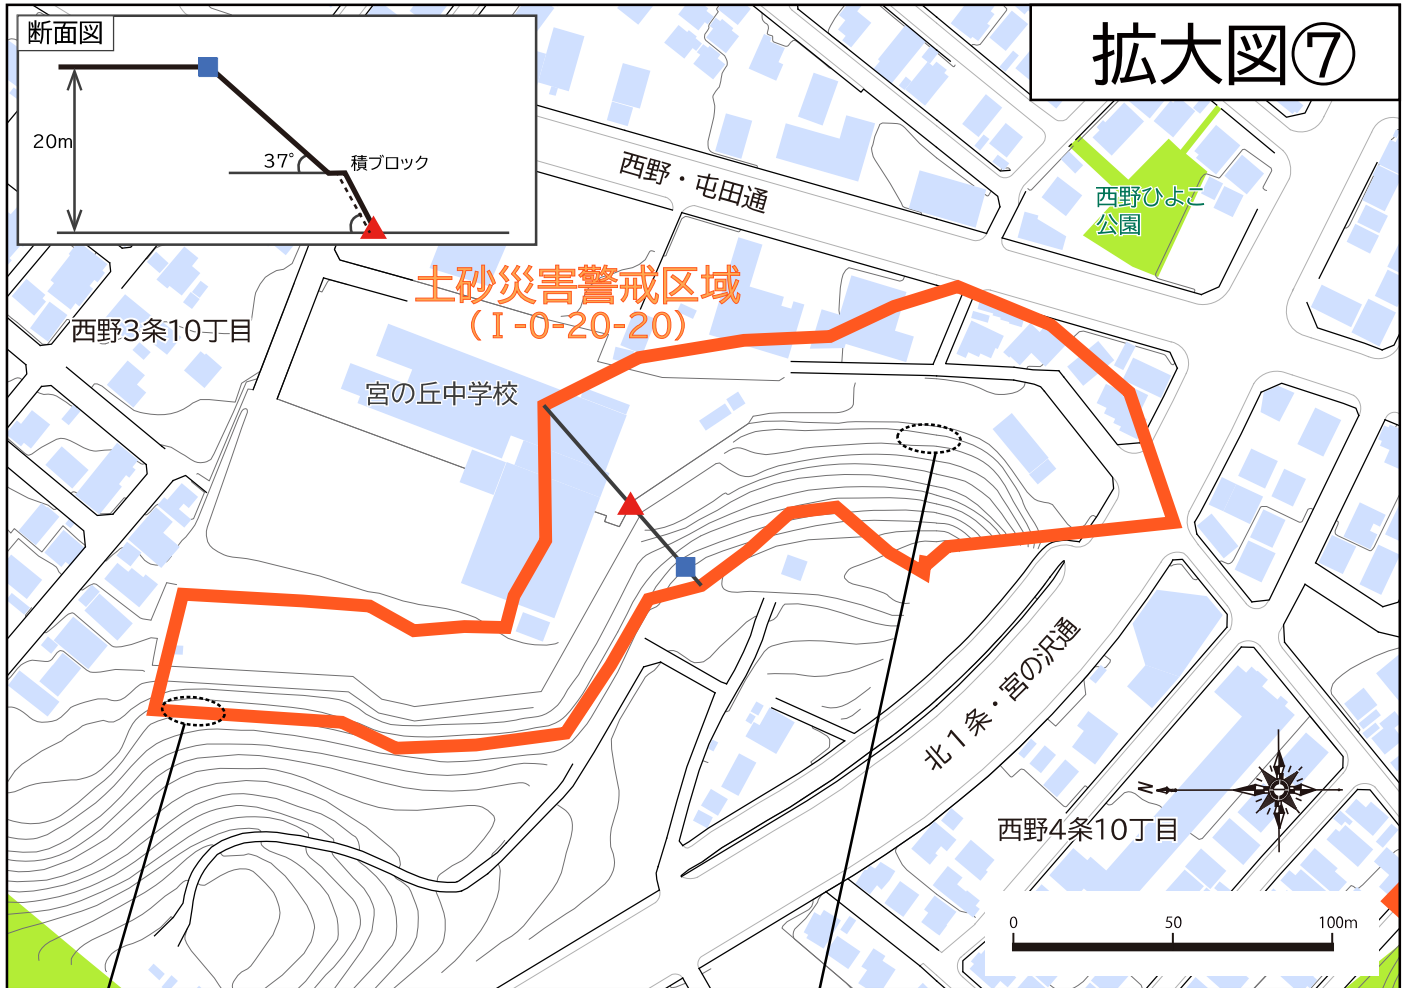 断面図
20m
37°
積ブロック
拡大図⑦
西野・屯田通
西野ひよこ
公園
土砂災害警戒区域
(Ⅰ-0-20-20)
西野3条10丁目
宮の丘中学校
北1条・宮の沢通
N
西野4条10丁目
0 50 100m